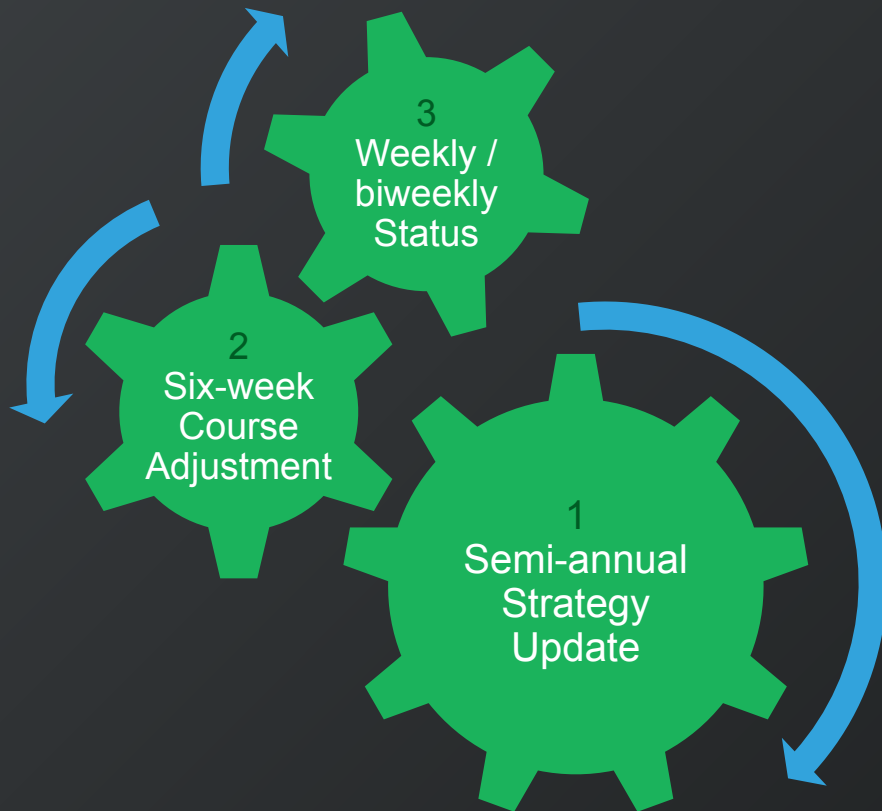 3
Weekly /
biweekly
Status
2
Six-week
Course
Adjustment
1
Semi-annual
Strategy
Update